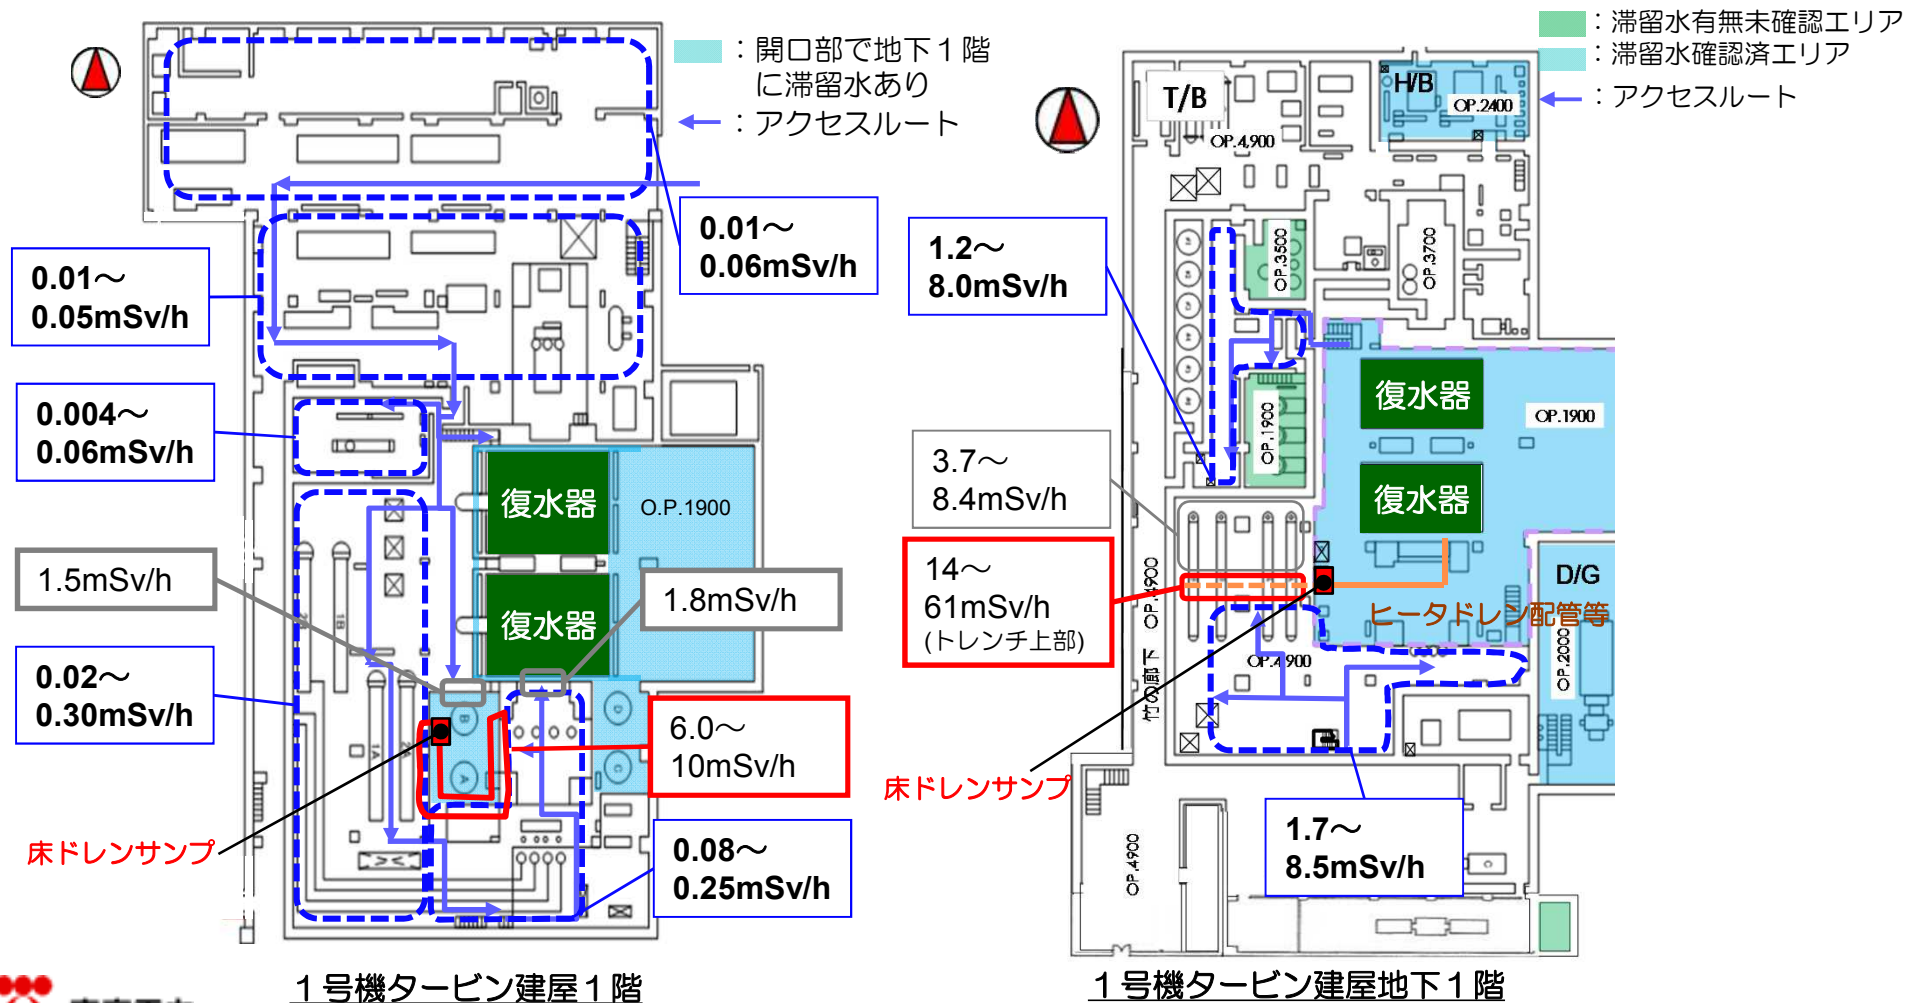 ：開口部で地下１階
に滞留水あり
：アクセスルート
0.01～
0.06mSv/h
0.01～
0.05mSv/h
0.004～
0.06mSv/h
復水器
O.P.1900
1.5mSv/h
復水器
1.8mSv/h
1B
0.02～
0.30mSv/h
B
D
6.0～
10mSv/h
1A
A
C
床ドレンサンプ
0.08～
0.25mSv/h
１号機タービン建屋１階
：滞留水有無未確認エリア
：滞留水確認済エリア
：アクセスルート
T/B
H/B
OP.2400
OP.4,900
1.2～
8.0mSv/h
OP.3500
OP.3700
復水器
OP.1900
OP.1900
3.7～
8.4mSv/h
復水器
14～
61mSv/h
(トレンチ上部)
竹の廊下 OP.4900
D/G
ヒータドレン配管等
OP.4900
OP.2000
床ドレンサンプ
1.7～
8.5mSv/h
OP.4900
１号機タービン建屋地下１階